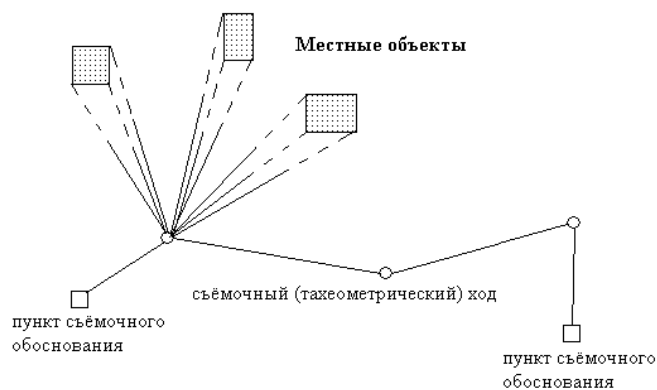 Местные объекты
съёмочный (тахеометрический) ход
пункт съёмочного
обоснования
пункт съёмочного
обоснования